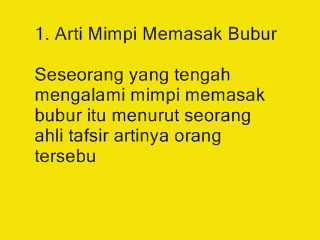 1. Arti Mimpi Memasak Bubur
Seseorang yang tengah
mengalami mimpi memasak
bubur itu menurut seorang
ahli tafsir artinya orang
tersebu